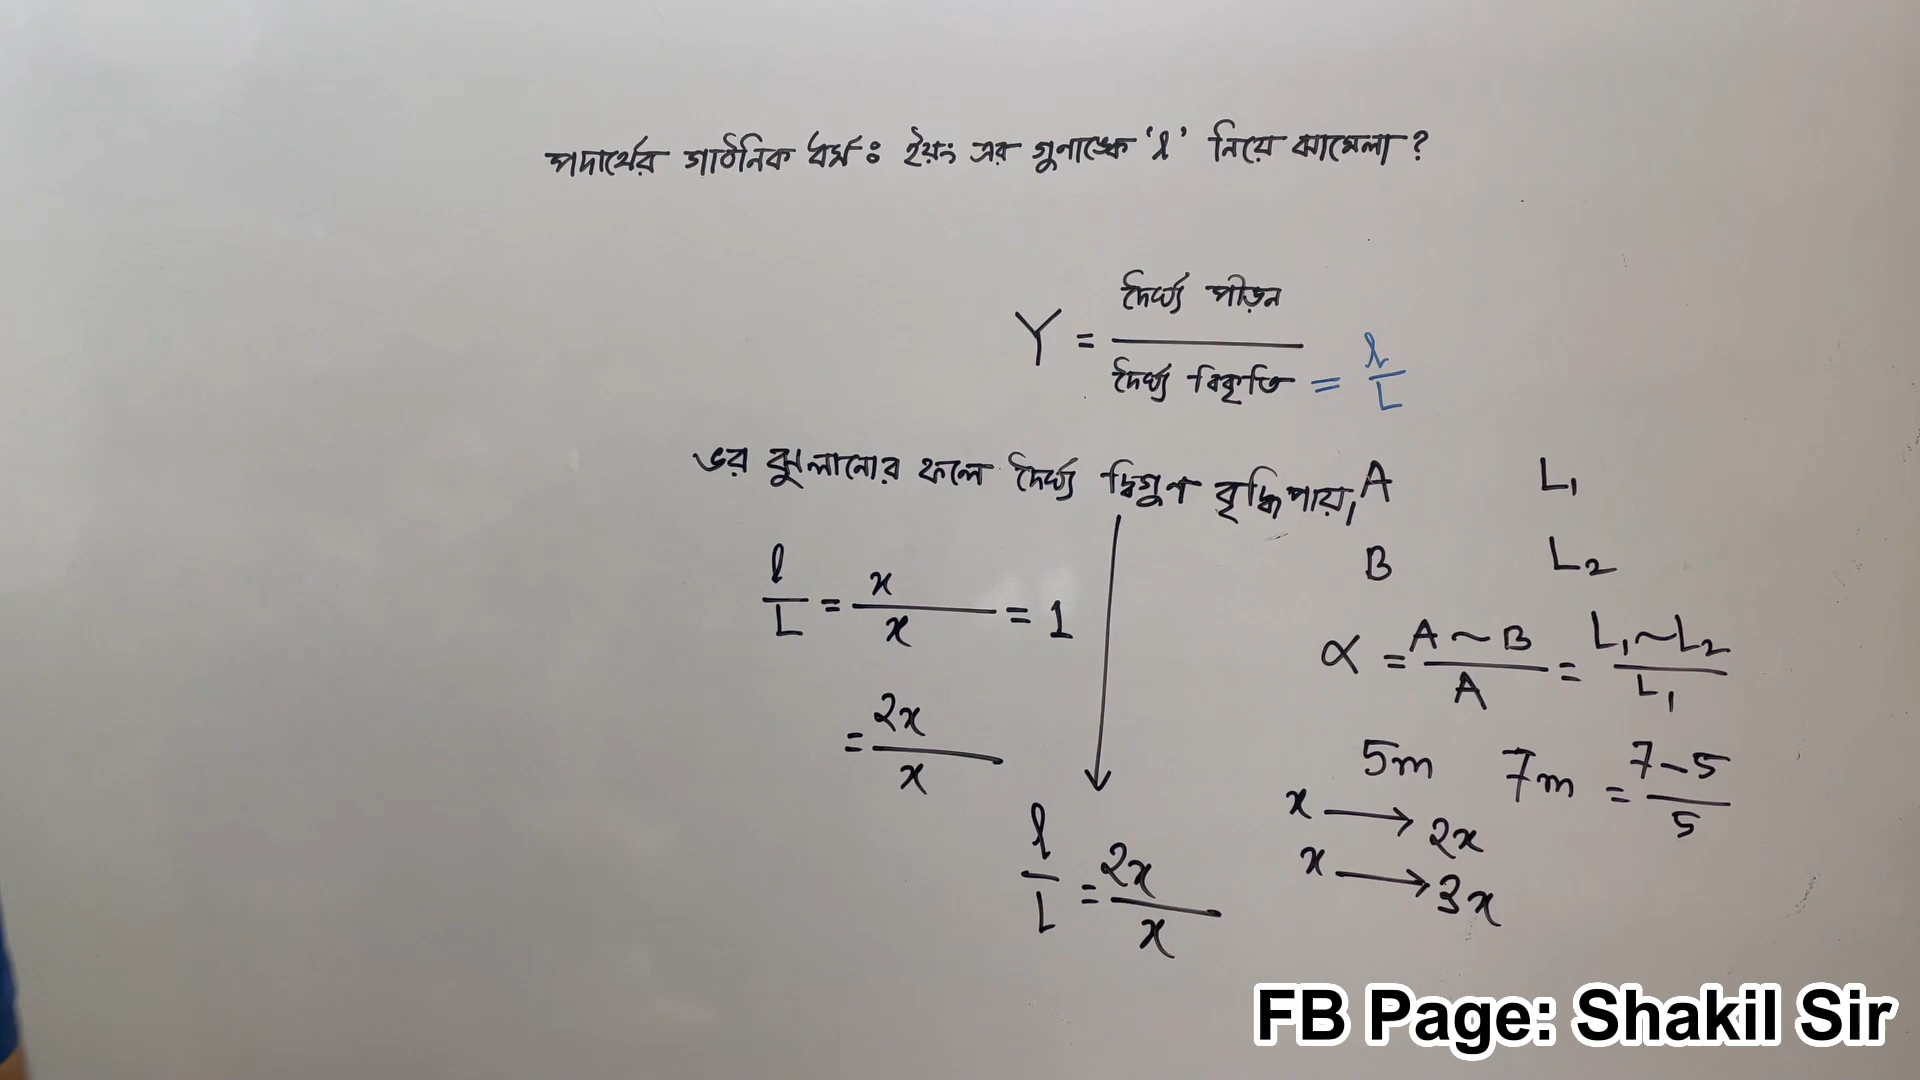 পদার্থের গাঠনিক ধর্মঃ ইয়ং এর গুণাঙ্কে 'l' নিয়ে ঝামেলা?
Y = দৈর্ঘ্য পীড়ন / দৈর্ঘ্য বিকৃতি = l/L
ভর ঝুলানোর ফলে দৈর্ঘ্য দ্বিগুণ বৃদ্ধি পায়,
A L₁
B L₂
l/L = x/x = 1
α = A ~ B / A = L₁ ~ L₂ / L₁
= 2x/x
5m 7m = 7-5/5
x → 2x
x → 3x
l/L = 2x/x
FB Page: Shakil Sir